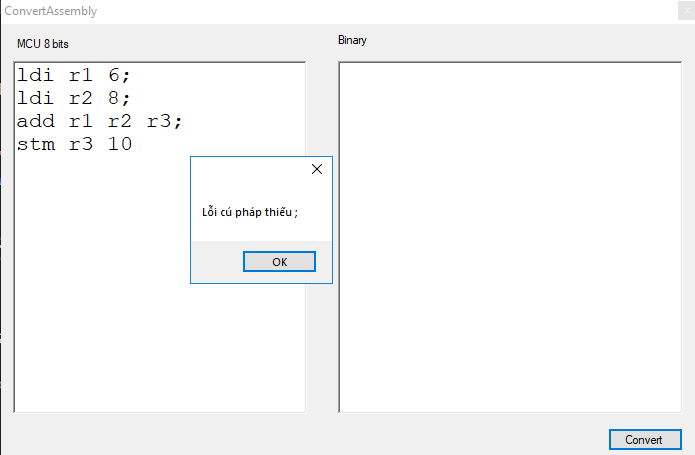 ConvertAssembly
MCU 8 bits
Binary
ldi r1 6;
ldi r2 8;
add r1 r2 r3;
stm r3 10
Lỗi cú pháp thiếu ;
OK
Convert